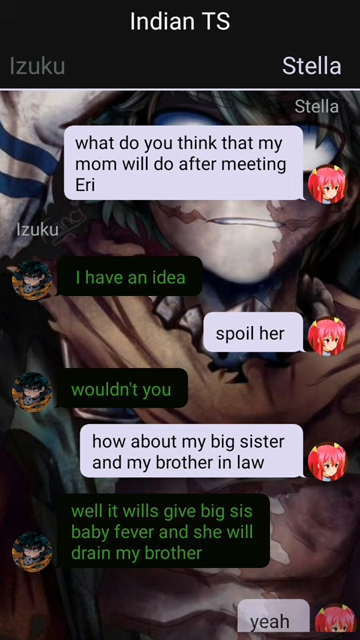 Indian TS
Izuku
Stella
Stella
what do you think that my
mom will do after meeting
Eri
Izuku
I have an idea
spoil her
wouldn't you
how about my big sister
and my brother in law
well it wills give big sis
baby fever and she will
drain my brother
yeah